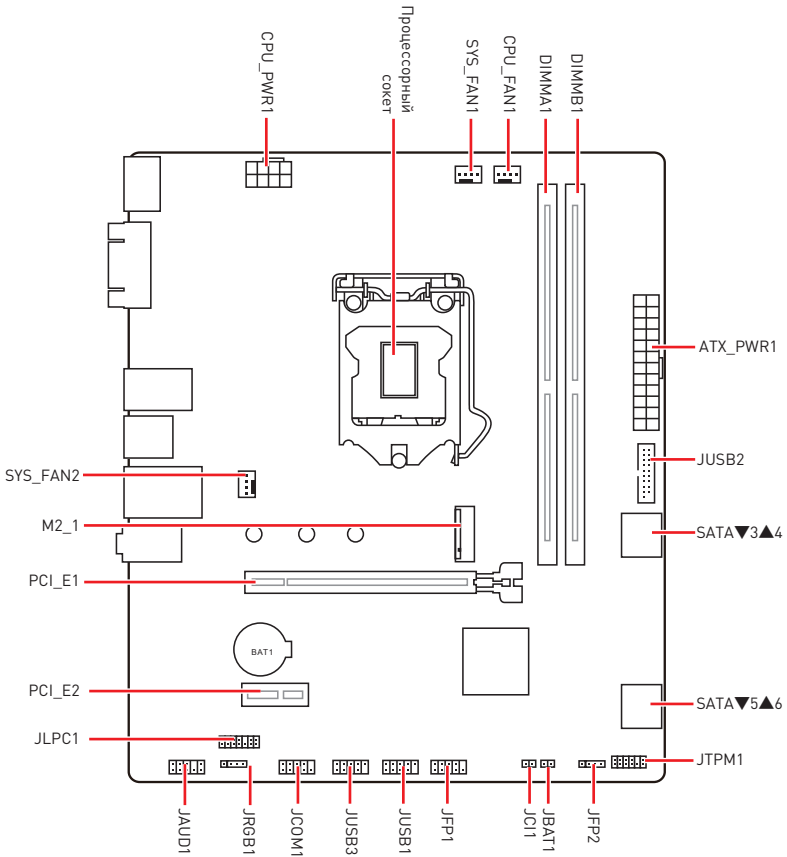 CPU_PWR1
Процессорный
сокет
SYS_FAN1
CPU_FAN1
DIMMA1
DIMMB1
ATX_PWR1
JUSB2
SYS_FAN2
M2_1
SATA▼3▲4
PCI_E1
BAT1
PCI_E2
SATA▼5▲6
JLPC1
JTPM1
JAUD1
JRGB1
JCOM1
JUSB3
JUSB1
JFP1
JCI1
JBAT1
JFP2